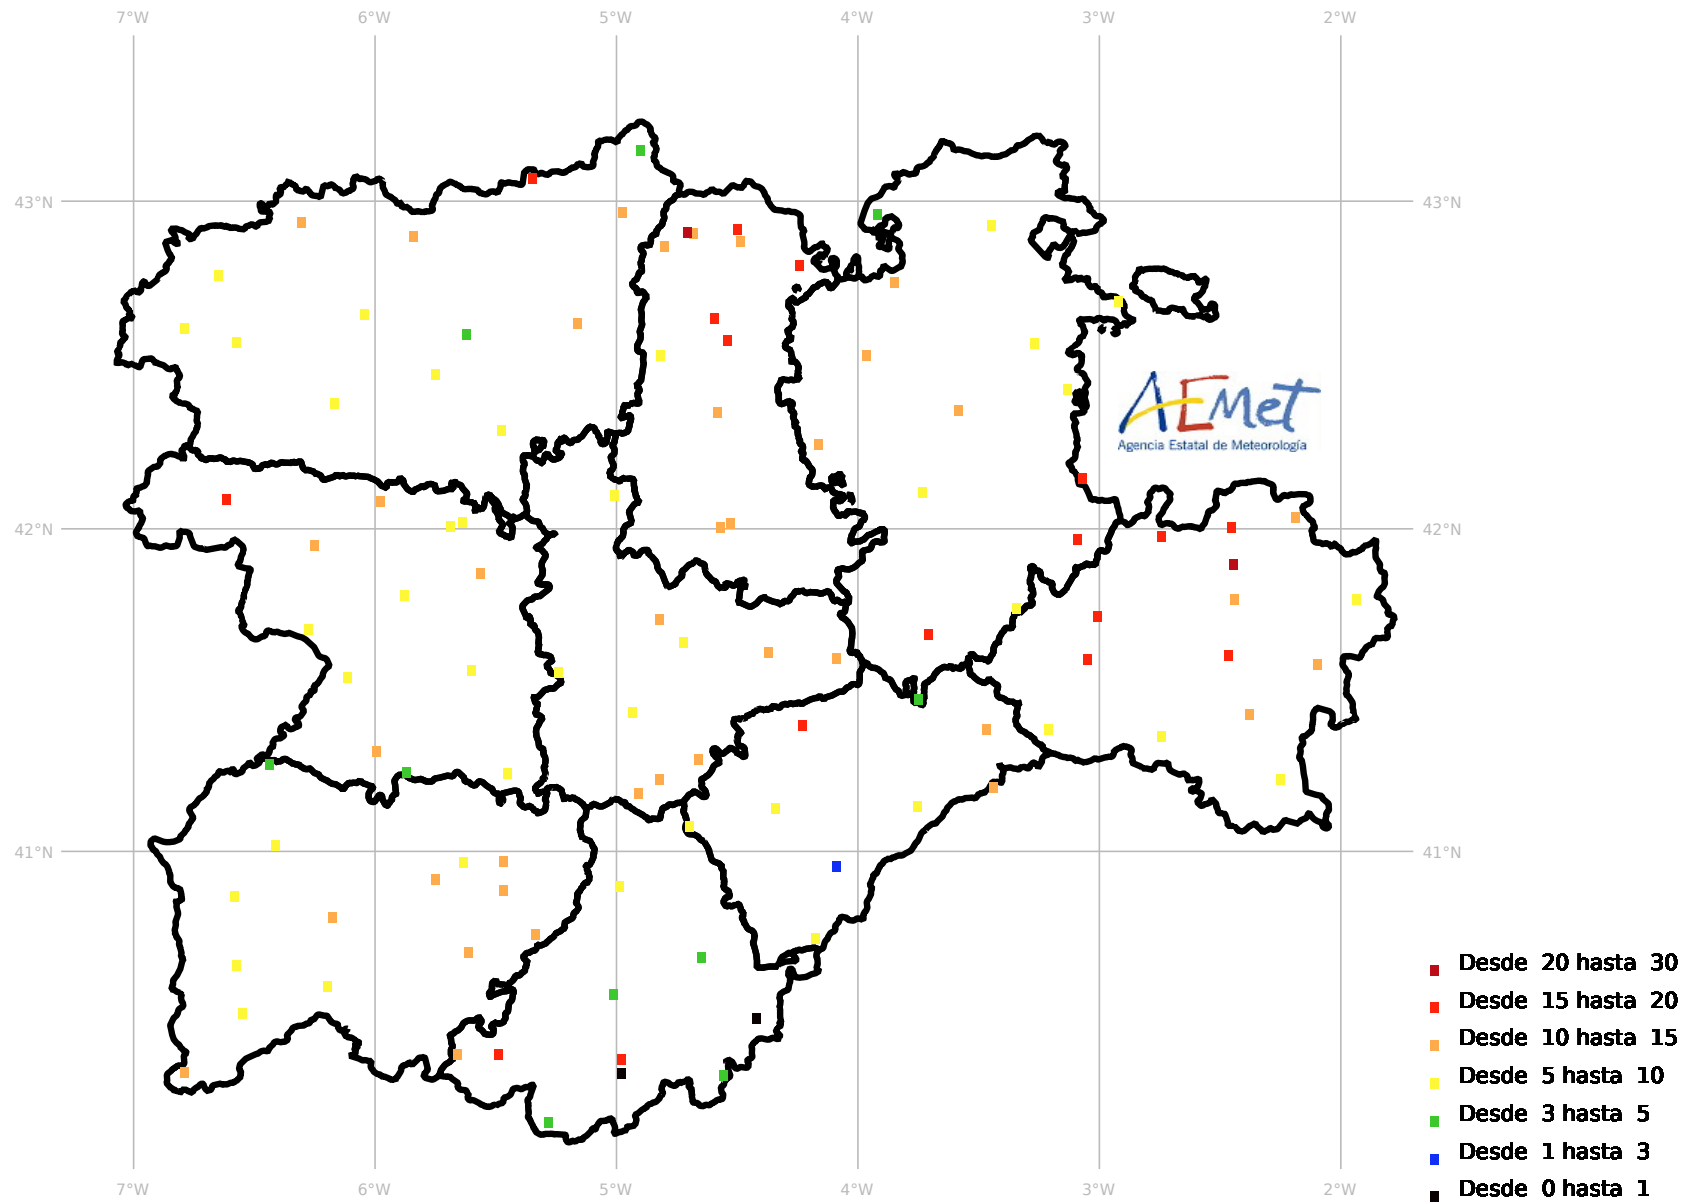 7°W 6°W 5°W 4°W 3°W 2°W
43°N 43°N
AEMet
Agencia Estatal de Meteorología
42°N 42°N
41°N 41°N
Desde 20 hasta 30
Desde 15 hasta 20
Desde 10 hasta 15
Desde 5 hasta 10
Desde 3 hasta 5
Desde 1 hasta 3
Desde 0 hasta 1
7°W 6°W 5°W 4°W 3°W 2°W